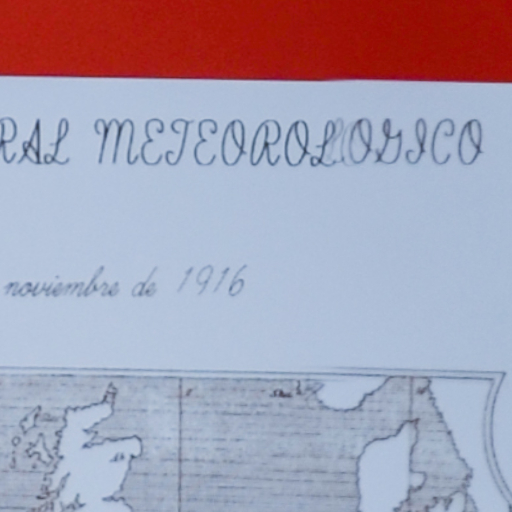 RAL METEOROLOGICO
noviembre de 1916